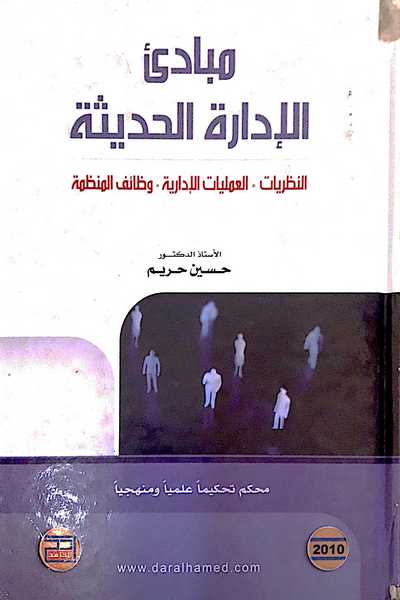 مبادئ
الإدارة الحديثة
النظريات • العمليات الإدارية • وظائف المنظمة
الأستاذ الدكتور
حسين حريم
محكم تحكيماً علمياً ومنهجياً
الحامد
2010
www.daralhamed.com